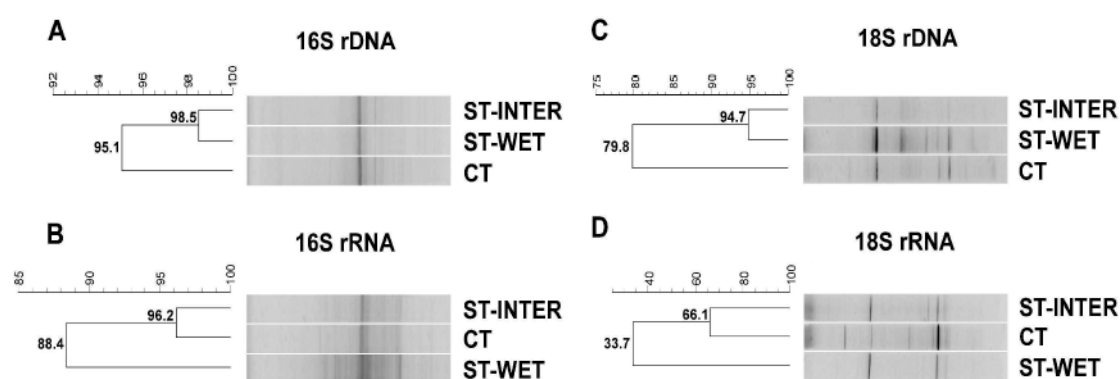 A
16S rDNA
92 94 96 98 100
98.5
95.1
ST-INTER
ST-WET
CT
B
16S rRNA
85 90 95 100
96.2
88.4
ST-INTER
CT
ST-WET
C
18S rDNA
75 80 85 90 95 100
94.7
79.8
ST-INTER
ST-WET
CT
D
18S rRNA
40 60 80 100
66.1
33.7
ST-INTER
CT
ST-WET